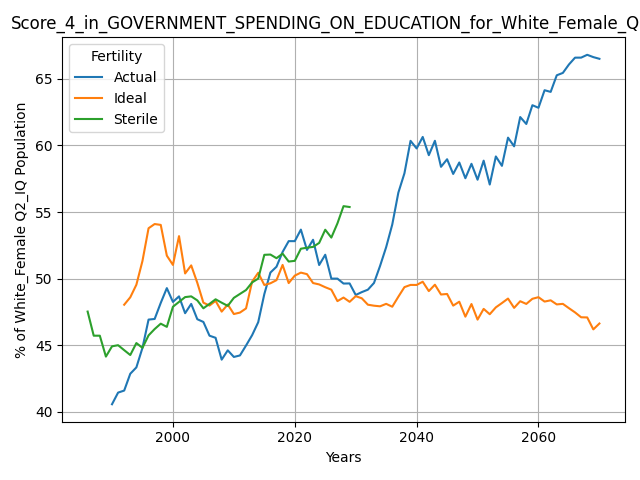 Score_4_in_GOVERNMENT_SPENDING_ON_EDUCATION_for_White_Female_Q
Fertility
Actual
Ideal
Sterile
% of White_Female Q2_IQ Population
65
60
55
50
45
40
2000 2020 2040 2060
Years